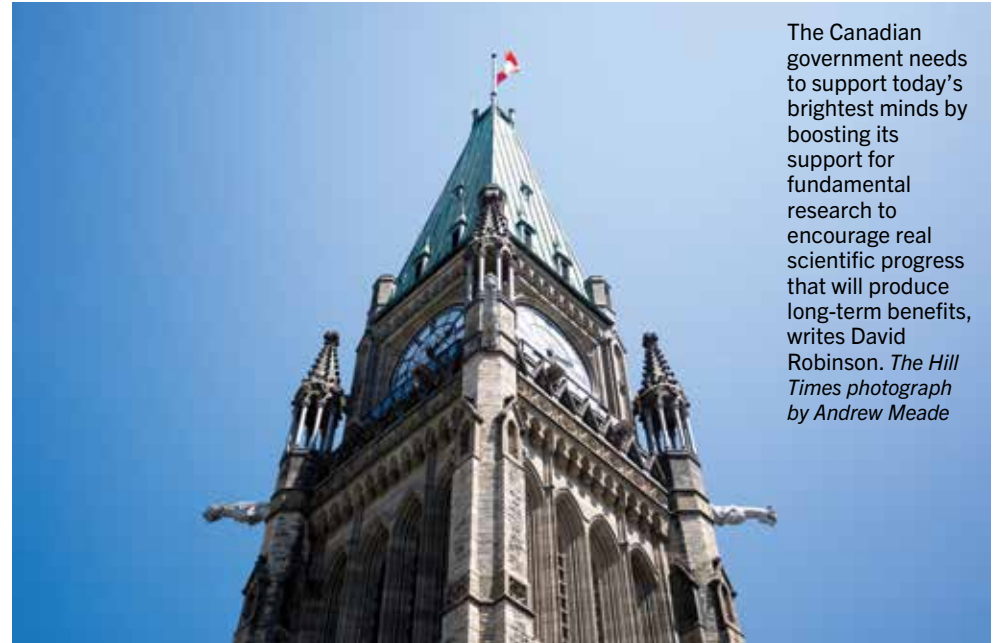 The Canadian
government needs
to support today’s
brightest minds by
boosting its
support for
fundamental
research to
encourage real
scientific progress
that will produce
long-term benefits,
writes David
Robinson. The Hill
Times photograph
by Andrew Meade